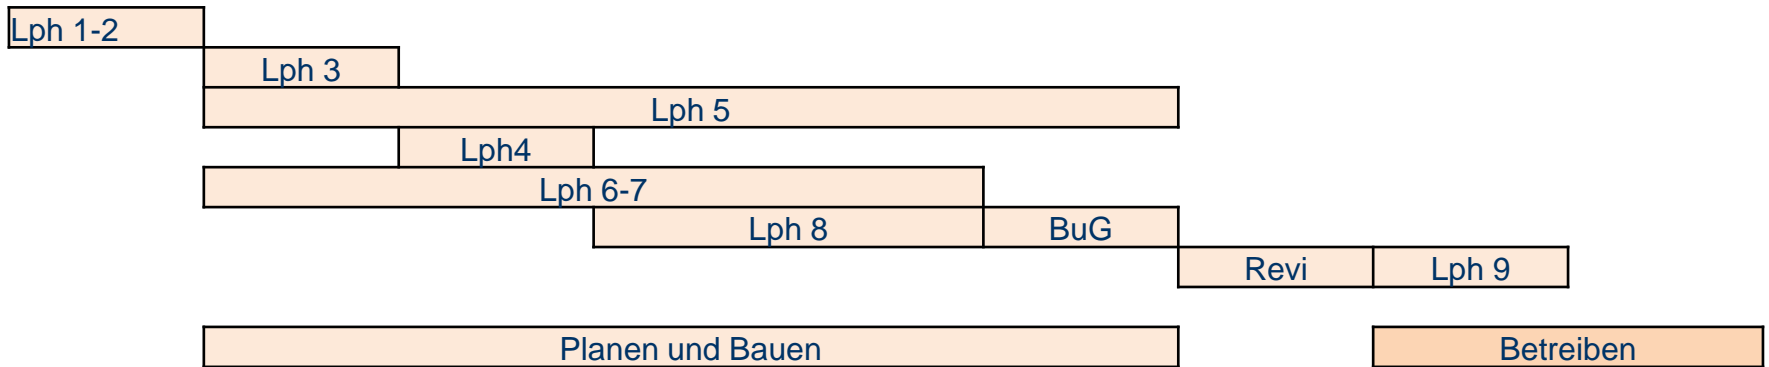 Lph 1-2
Lph 3
Lph 5
Lph4
Lph 6-7
Lph 8 BuG
Revi Lph 9
Planen und Bauen Betreiben